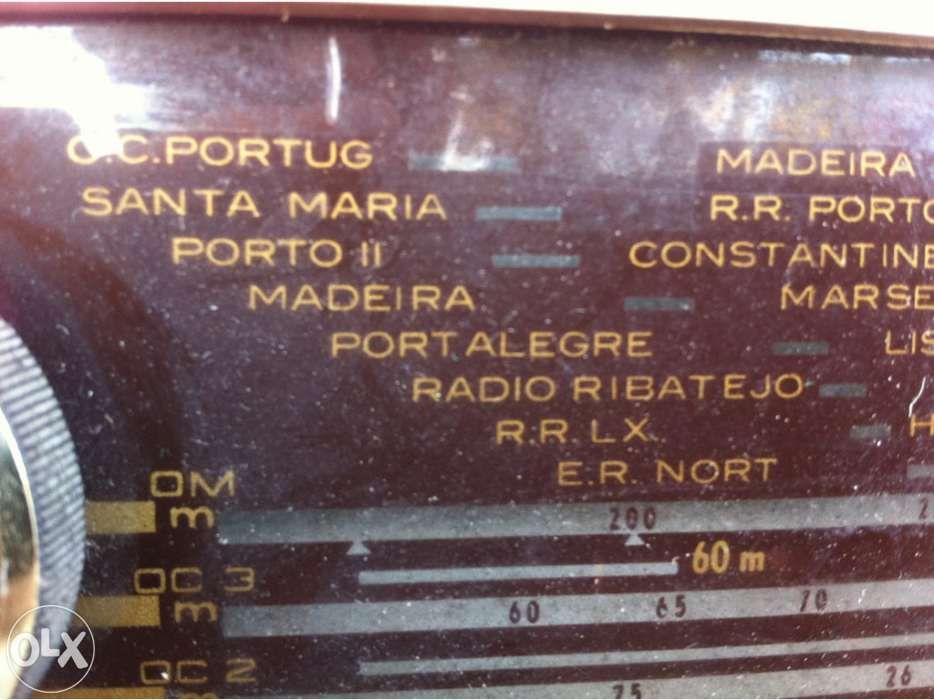 C.C.PORTUG MADEIRA
SANTA MARIA R.R. PORTO
PORTO II CONSTANTINE
MADEIRA MARSE
PORTALEGRE LIS
RADIO RIBATEJO
R.R. LX. H
E.R. NORT
OM
m 200 2
60 m
OC 3
m 60 65 70
OC 2
75 26
OLX